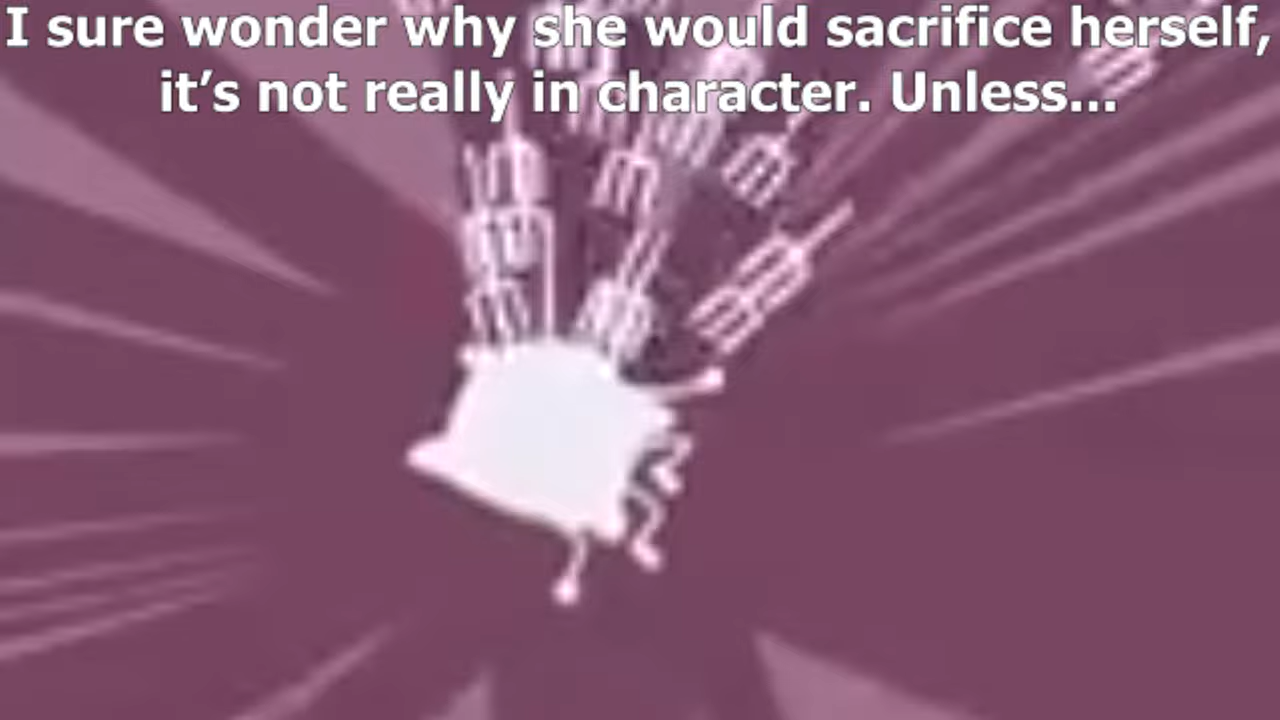 I sure wonder why she would sacrifice herself,
it’s not really in character. Unless...